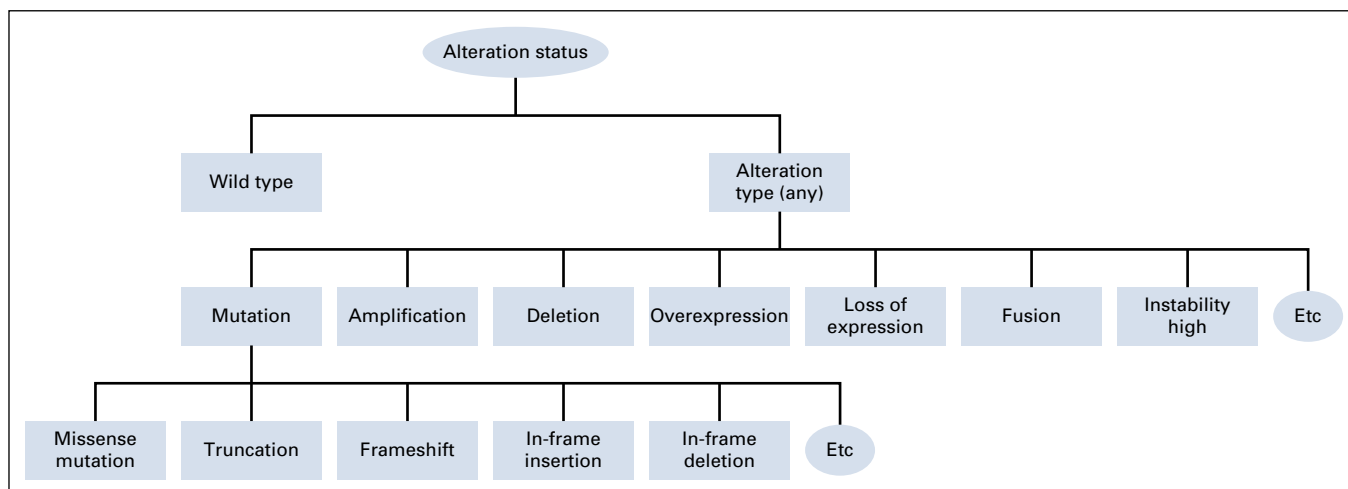 Alteration status
Wild type
Alteration
type (any)
Mutation
Amplification
Deletion
Overexpression
Loss of
expression
Fusion
Instability
high
Etc
Missense
mutation
Truncation
Frameshift
In-frame
insertion
In-frame
deletion
Etc